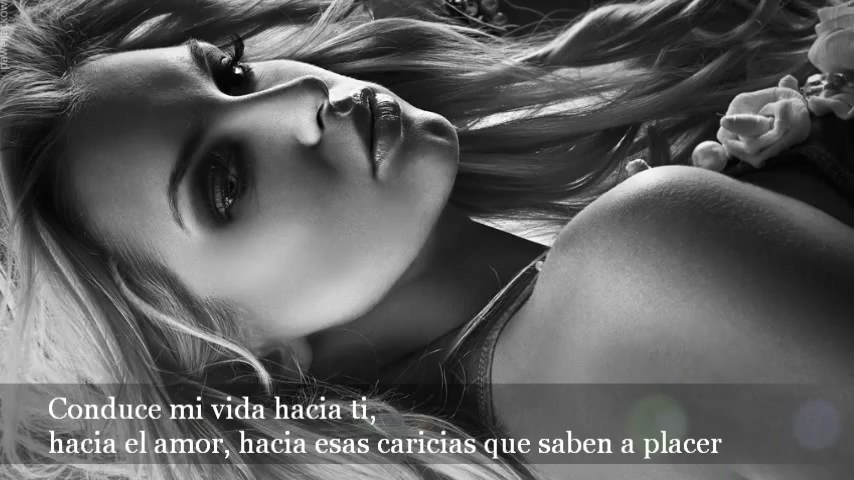 Conduce mi vida hacia ti,
hacia el amor, hacia esas caricias que saben a placer